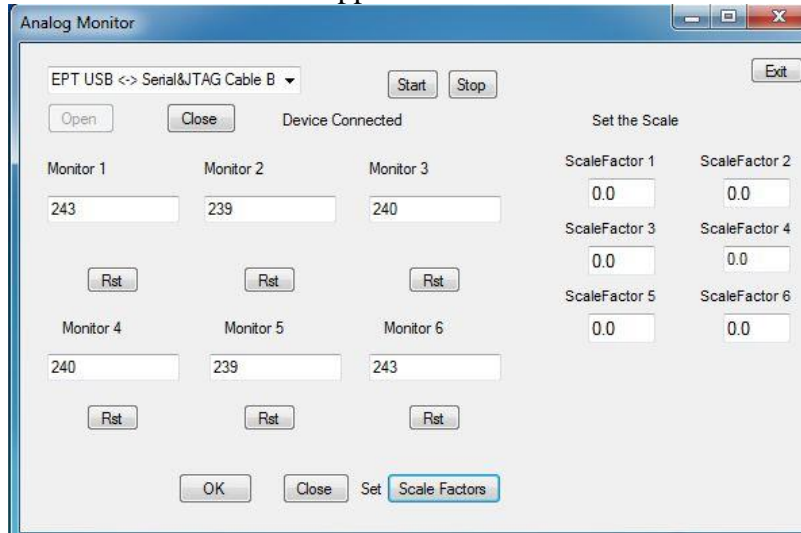 Analog Monitor
EPT USB <-> Serial&JTAG Cable B
Start Stop
Exit
Open Close Device Connected Set the Scale
Monitor 1 Monitor 2 Monitor 3 ScaleFactor 1 ScaleFactor 2
243 239 240 0.0 0.0
ScaleFactor 3 ScaleFactor 4
0.0 0.0
Rst Rst Rst
ScaleFactor 5 ScaleFactor 6
Monitor 4 Monitor 5 Monitor 6 0.0 0.0
240 239 243
Rst Rst Rst
OK Close Set Scale Factors